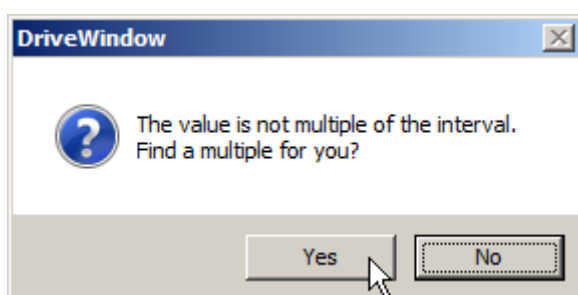 DriveWindow
The value is not multiple of the interval.
Find a multiple for you?
Yes
No